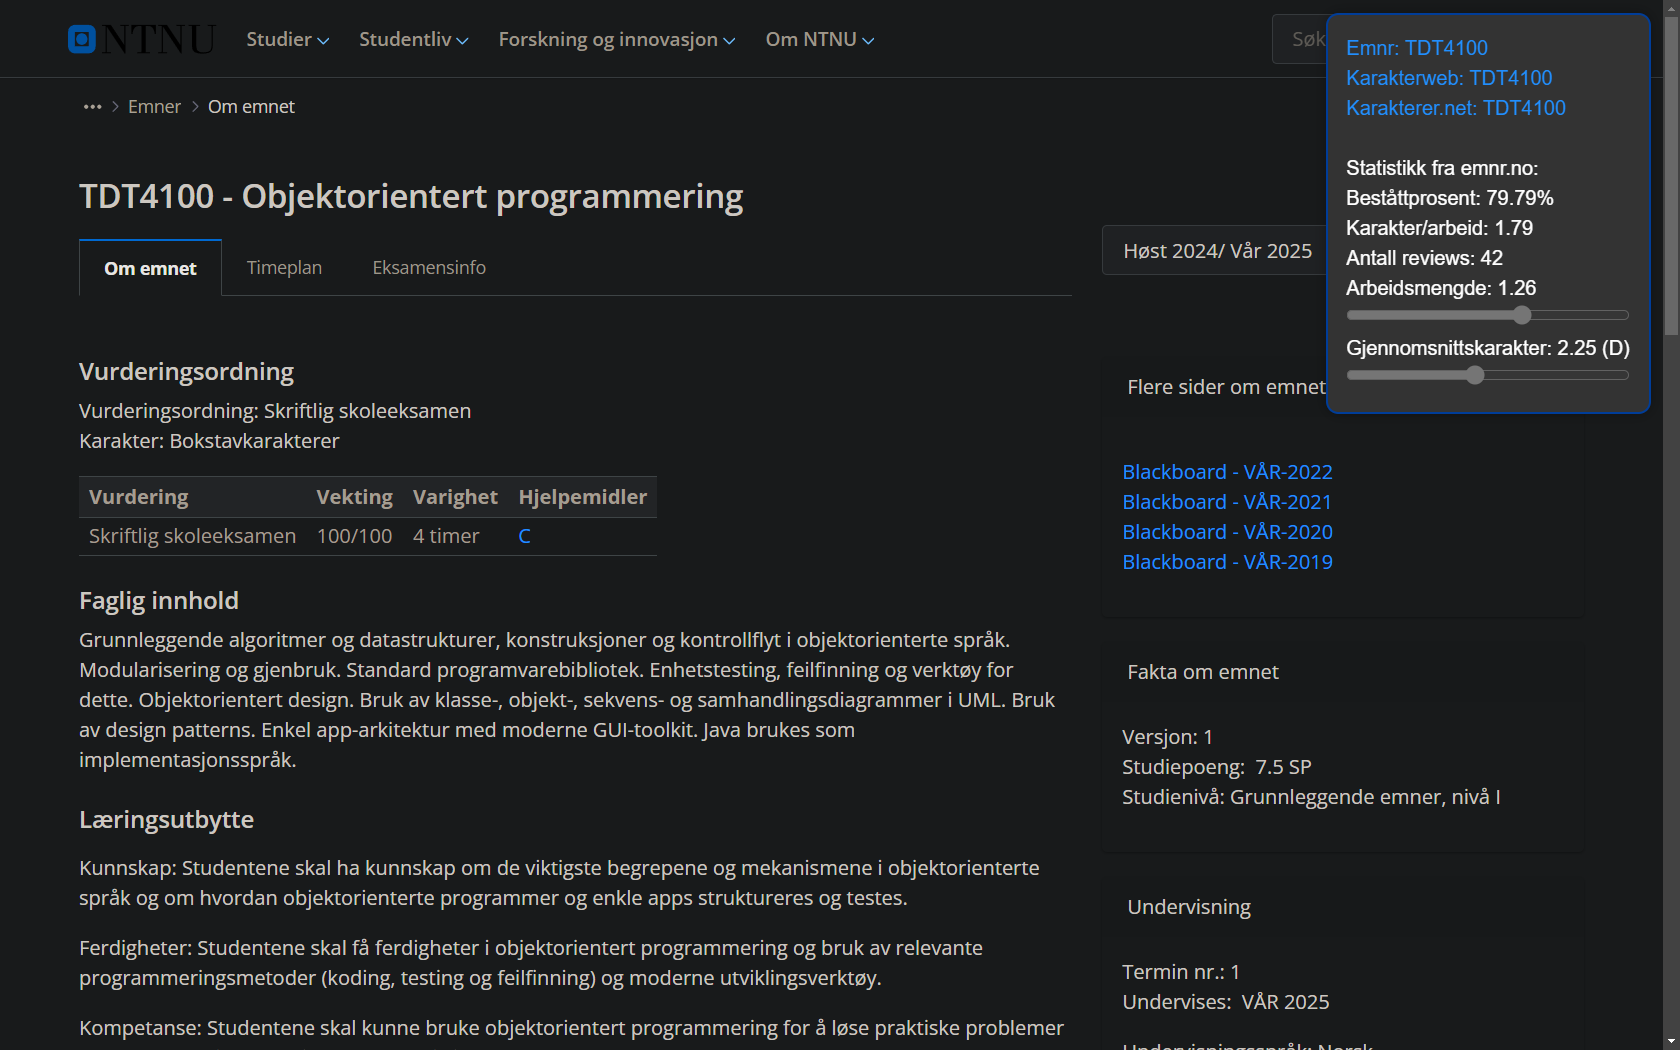 NTNU
Studier
Studentliv
Forskning og innovasjon
Om NTNU
Søk
••• > Emner > Om emnet
TDT4100 - Objektorientert programmering
Om emnet
Timeplan
Eksamensinfo
Høst 2024/ Vår 2025
Vurderingsordning
Vurderingsordning: Skriftlig skoleeksamen
Karakter: Bokstavkarakterer
Vurdering Vekting Varighet Hjelpemidler
Skriftlig skoleeksamen 100/100 4 timer C
Faglig innhold
Grunnleggende algoritmer og datastrukturer, konstruksjoner og kontrollflyt i objektorienterte språk.
Modularisering og gjenbruk. Standard programvarebibliotek. Enhetstesting, feilfinning og verktøy for
dette. Objektorientert design. Bruk av klasse-, objekt-, sekvens- og samhandlingsdiagrammer i UML. Bruk
av design patterns. Enkel app-arkitektur med moderne GUI-toolkit. Java brukes som
implementasjonsspråk.
Læringsutbytte
Kunnskap: Studentene skal ha kunnskap om de viktigste begrepene og mekanismene i objektorienterte
språk og om hvordan objektorienterte programmer og enkle apps struktureres og testes.
Ferdigheter: Studentene skal få ferdigheter i objektorientert programmering og bruk av relevante
programmeringsmetoder (koding, testing og feilfinning) og moderne utviklingsverktøy.
Kompetanse: Studentene skal kunne bruke objektorientert programmering for å løse praktiske problemer
Emnr: TDT4100
Karakterweb: TDT4100
Karakterer.net: TDT4100
Statistikk fra emnr.no:
Beståttprosent: 79.79%
Karakter/arbeid: 1.79
Antall reviews: 42
Arbeidsmengde: 1.26
Gjennomsnittskarakter: 2.25 (D)
Flere sider om emnet
Blackboard - VÅR-2022
Blackboard - VÅR-2021
Blackboard - VÅR-2020
Blackboard - VÅR-2019
Fakta om emnet
Versjon: 1
Studiepoeng: 7.5 SP
Studienivå: Grunnleggende emner, nivå I
Undervisning
Termin nr.: 1
Undervises: VÅR 2025
Undervisningsspråk: Norsk